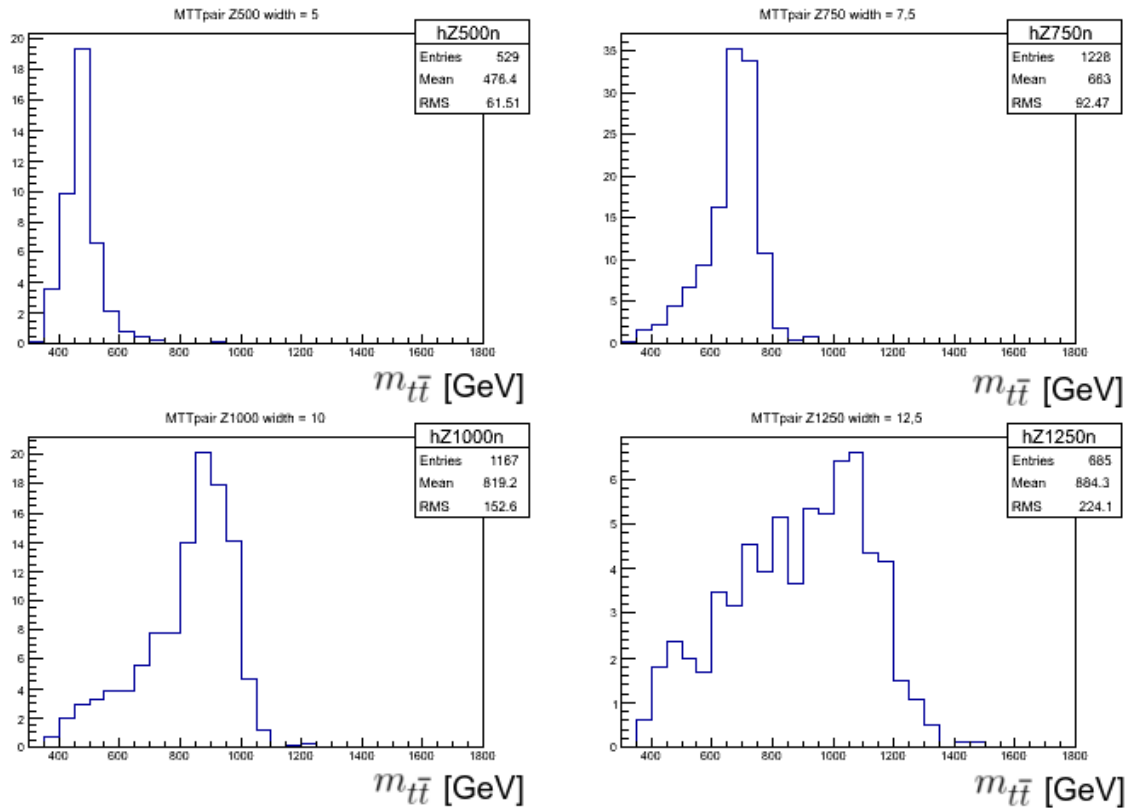 MTTpair Z500 width = 5
hZ500n
Entries 529
Mean 476.4
RMS 61.51
20
18
16
14
12
10
8
6
4
2
0
400 600 800 1000 1200 1400 1600 1800
m_{t\bar{t}} [GeV]
MTTpair Z750 width = 7,5
hZ750n
Entries 1228
Mean 663
RMS 92.47
35
30
25
20
15
10
5
0
400 600 800 1000 1200 1400 1600 1800
m_{t\bar{t}} [GeV]
MTTpair Z1000 width = 10
hZ1000n
Entries 1167
Mean 819.2
RMS 152.6
20
18
16
14
12
10
8
6
4
2
0
400 600 800 1000 1200 1400 1600 1800
m_{t\bar{t}} [GeV]
MTTpair Z1250 width = 12,5
hZ1250n
Entries 685
Mean 884.3
RMS 224.1
6
5
4
3
2
1
0
400 600 800 1000 1200 1400 1600 1800
m_{t\bar{t}} [GeV]